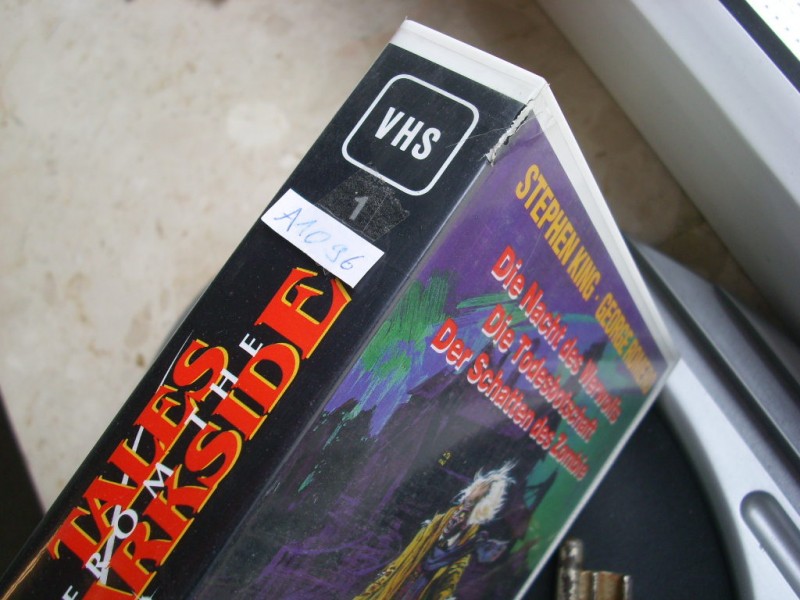 VHS
1
A1096
TALES
FROM THE
DARKSIDE
STEPHEN KING · GEORGE ROMERO
Die Nacht des
Die Todesbotschaft
Der Schatten des Zombie